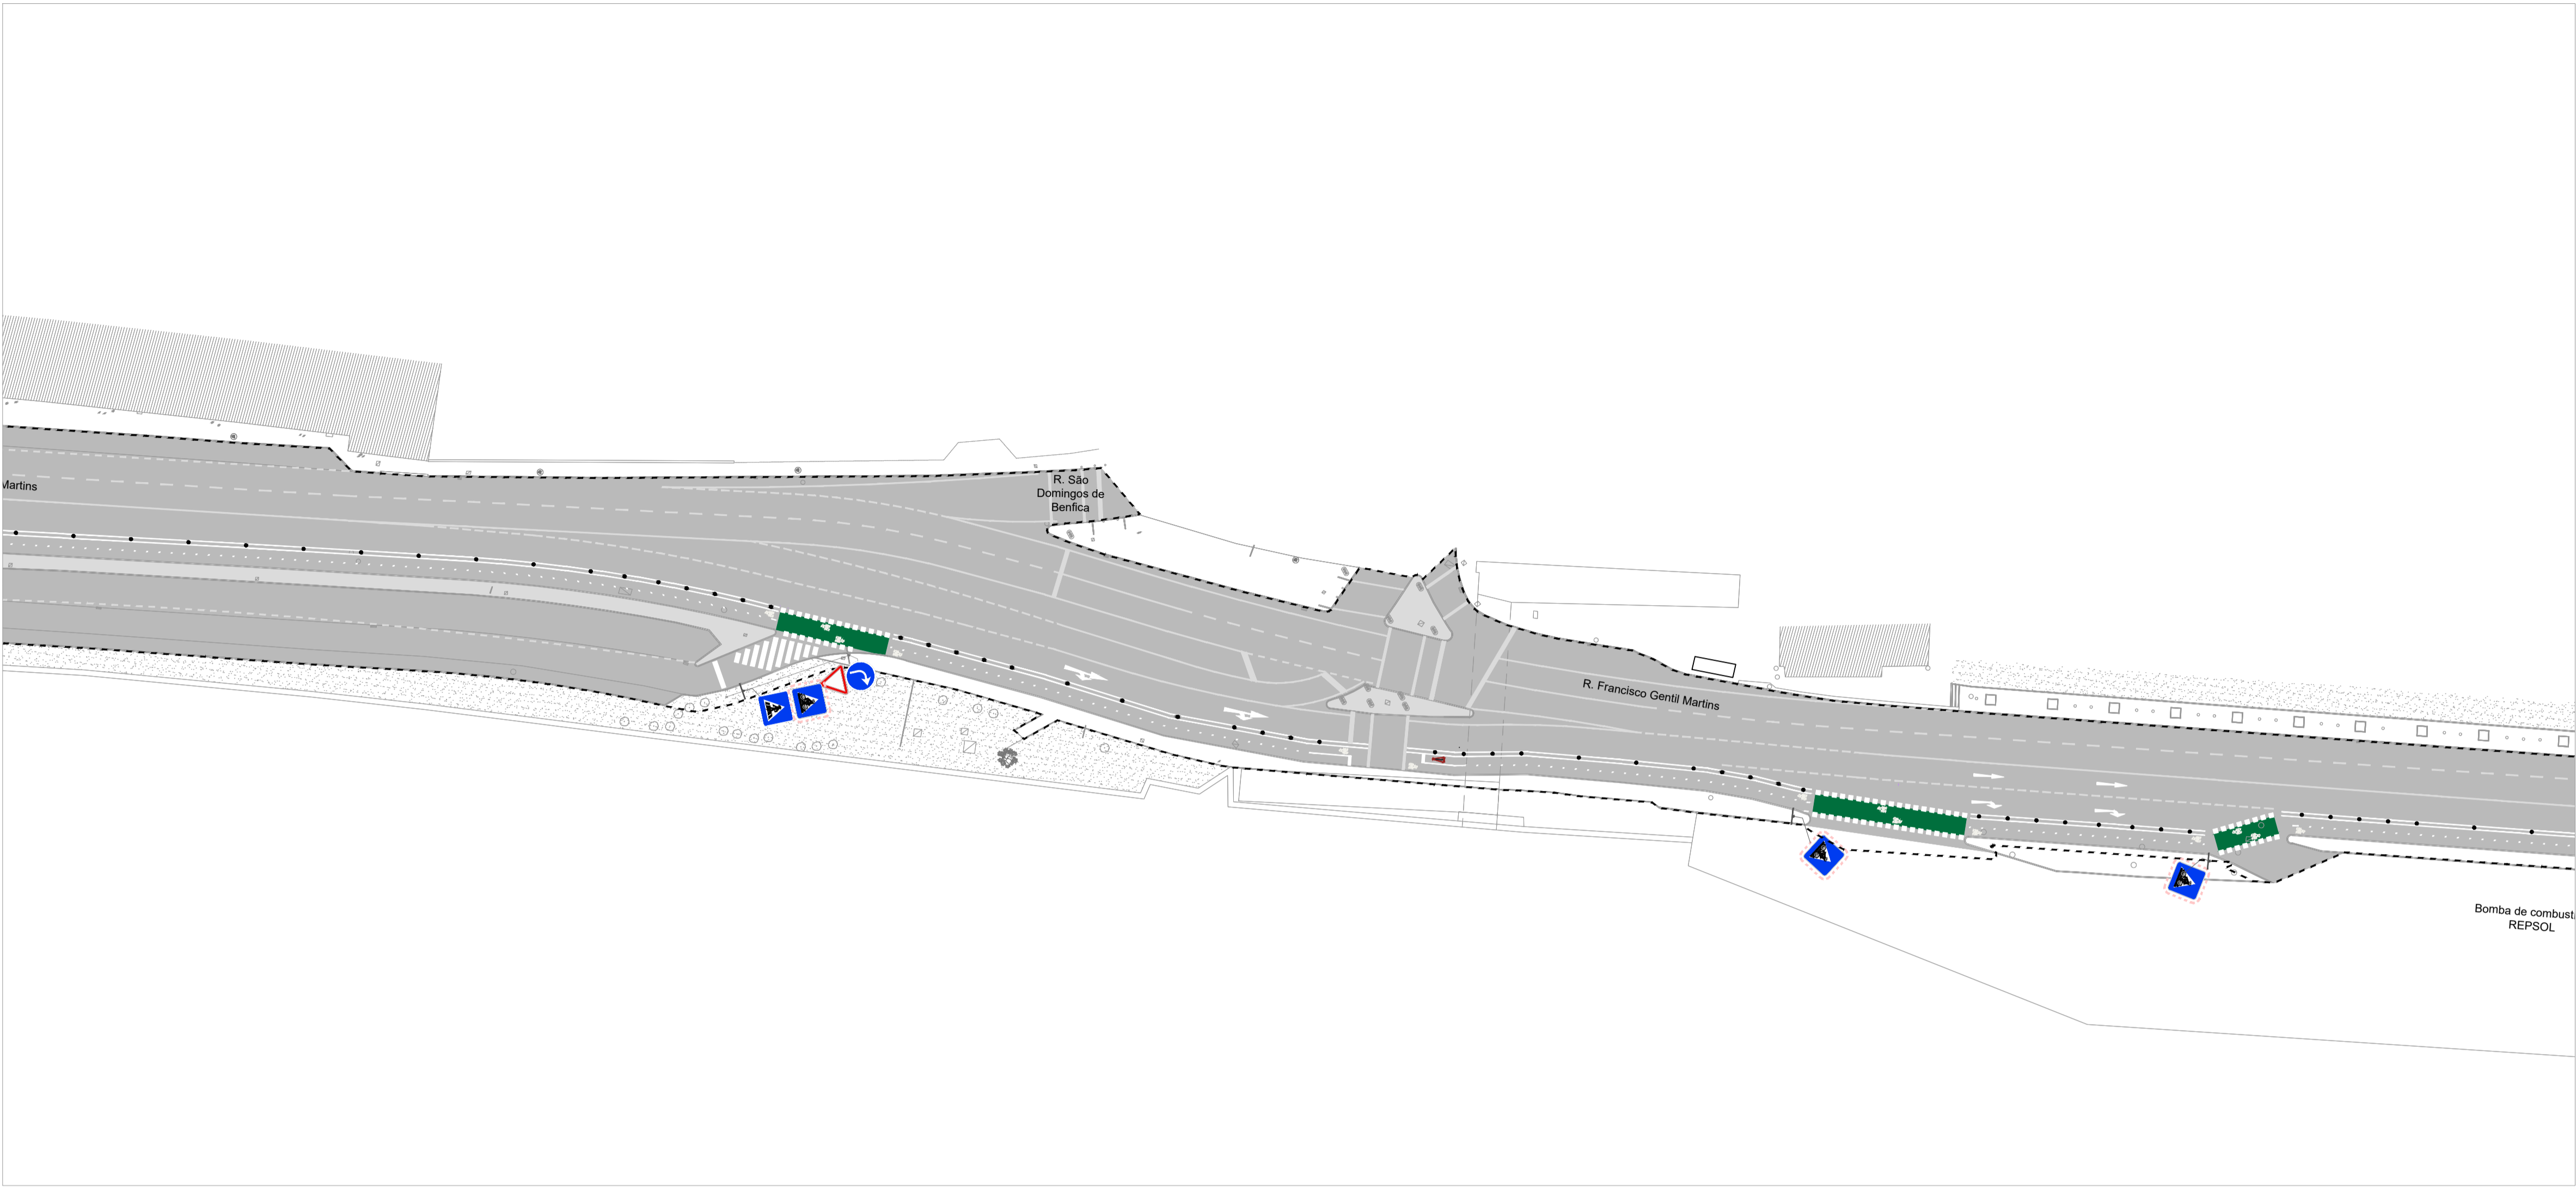 Martins
R. São
Domingos de
Benfica
R. Francisco Gentil Martins
Bomba de combust
REPSOL